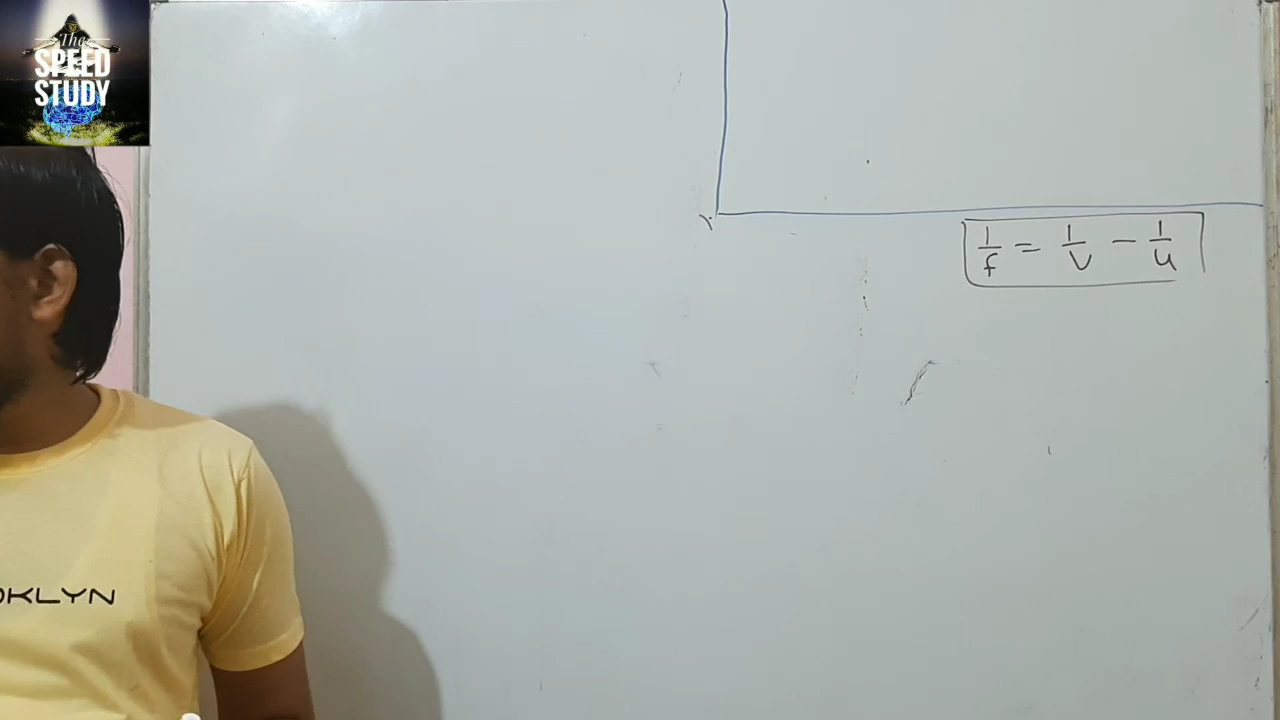 The
SPEED
STUDY
1/f = 1/v - 1/u
OKLYN